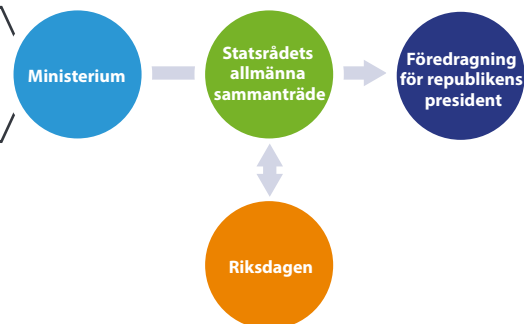 Ministerium
Statsrådets
allmänna
sammanträde
Föredragning
för republikens
president
Riksdagen